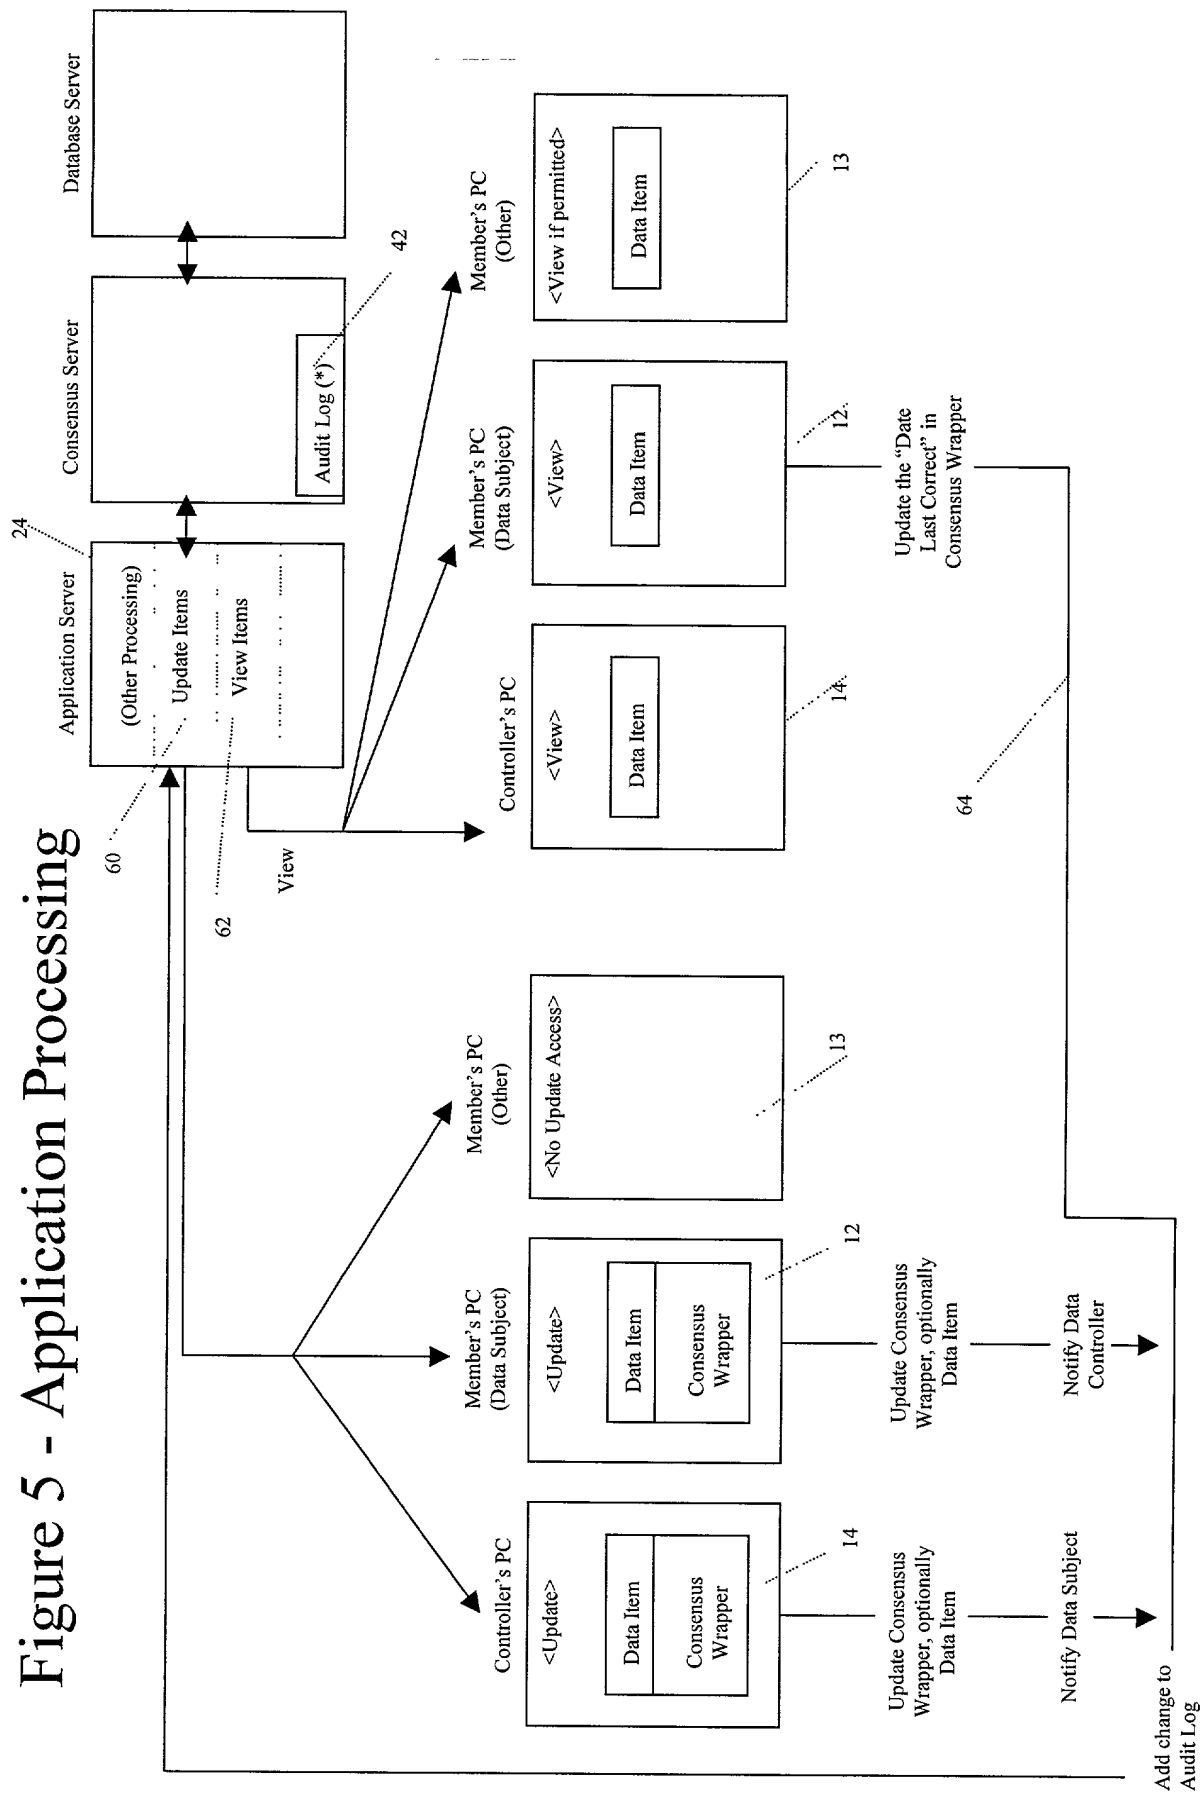 Figure 5 - Application Processing
Application Server
Consensus Server
Database Server
24
(Other Processing)
Update Items
View Items
60
62
Audit Log (*)
42
View
Controller's PC
<Update>
Data Item
Consensus
Wrapper
14
Update Consensus
Wrapper, optionally
Data Item
Notify Data Subject
Member's PC
(Data Subject)
<Update>
Data Item
Consensus
Wrapper
12
Update Consensus
Wrapper, optionally
Data Item
Notify Data
Controller
Member's PC
(Other)
<No Update Access>
13
Controller's PC
<View>
Data Item
14
Member's PC
(Data Subject)
<View>
Data Item
12
Update the “Date
Last Correct” in
Consensus Wrapper
Member's PC
(Other)
<View if permitted>
Data Item
13
64
Add change to
Audit Log